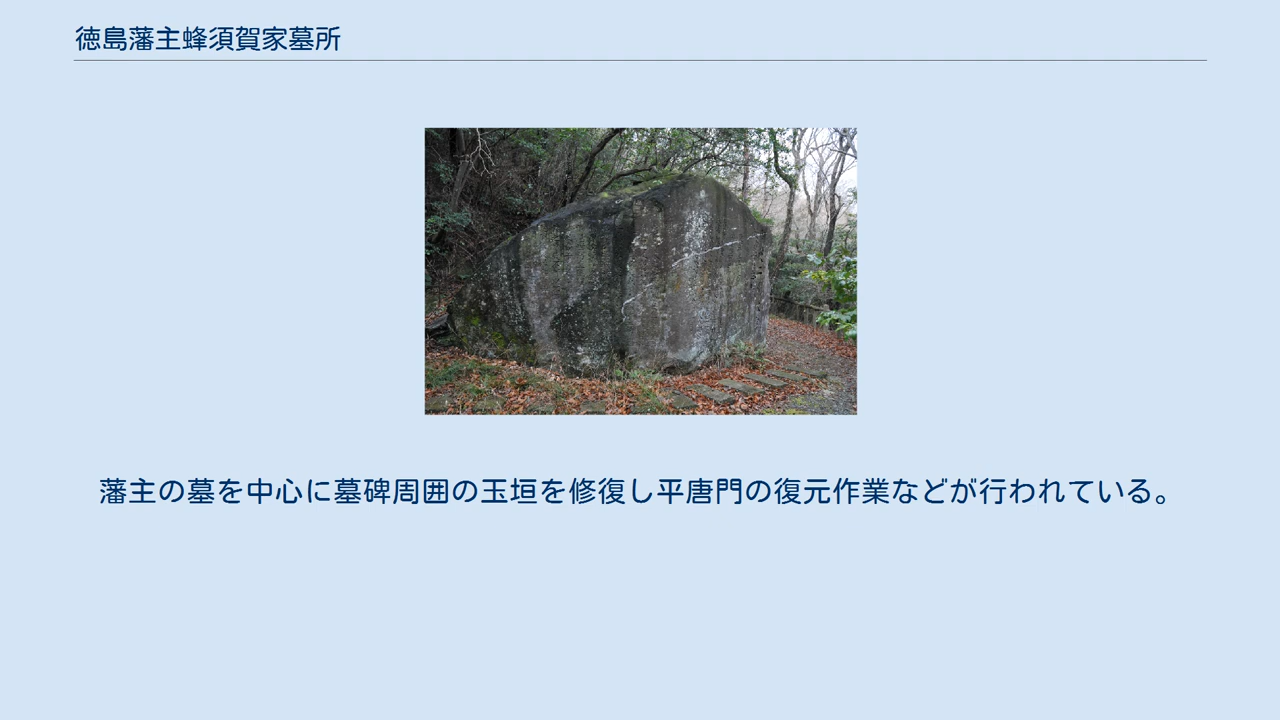 徳島藩主蜂須賀家墓所
藩主の墓を中心に墓碑周囲の玉垣を修復し平唐門の復元作業などが行われている。